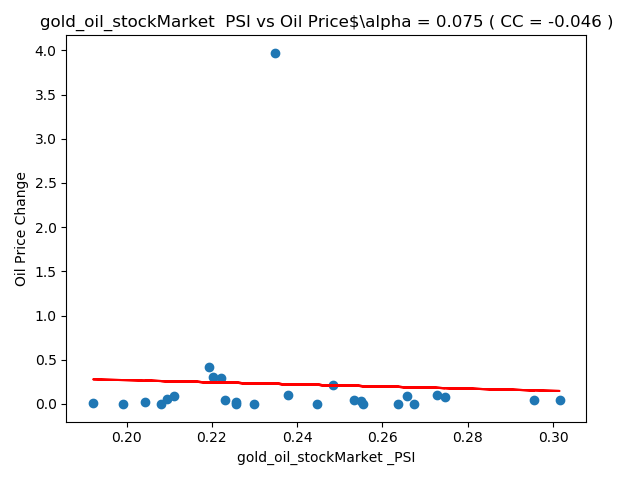 gold_oil_stockMarket  PSI vs Oil Price$\alpha = 0.075 ( CC = -0.046 )
4.0
3.5
3.0
2.5
2.0
1.5
1.0
0.5
0.0
Oil Price Change
0.20 0.22 0.24 0.26 0.28 0.30
gold_oil_stockMarket _PSI